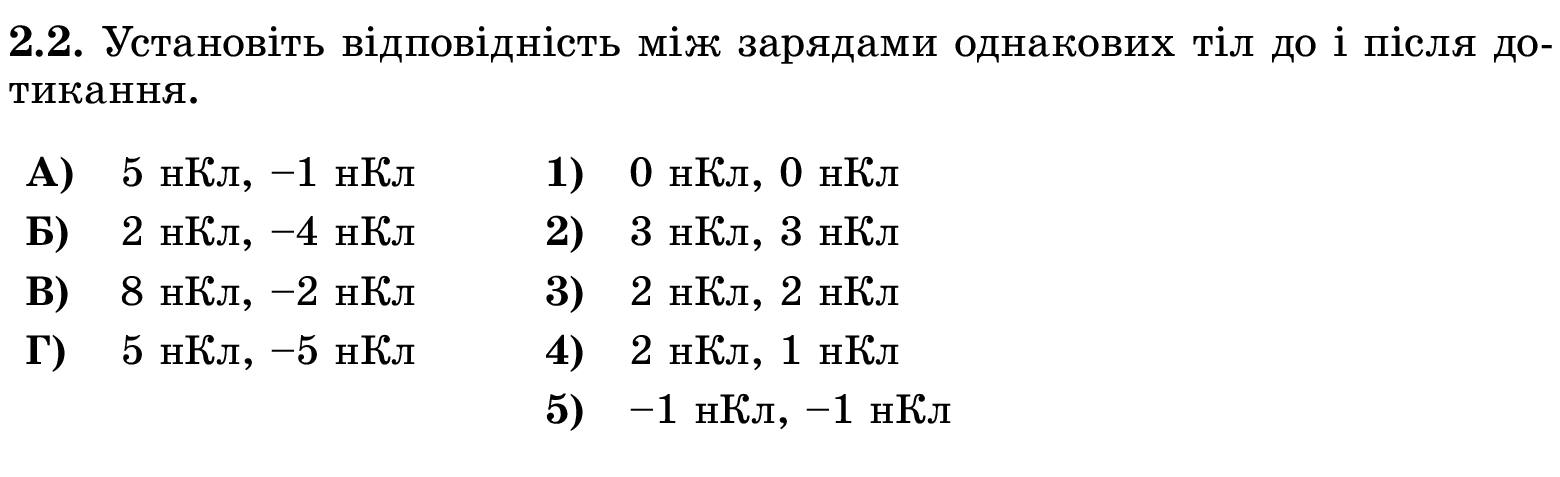 2.2. Установіть відповідність між зарядами однакових тіл до і після до-
тикання.
А) 5 нКл, –1 нКл 1) 0 нКл, 0 нКл
Б) 2 нКл, –4 нКл 2) 3 нКл, 3 нКл
В) 8 нКл, –2 нКл 3) 2 нКл, 2 нКл
Г) 5 нКл, –5 нКл 4) 2 нКл, 1 нКл
5) –1 нКл, –1 нКл